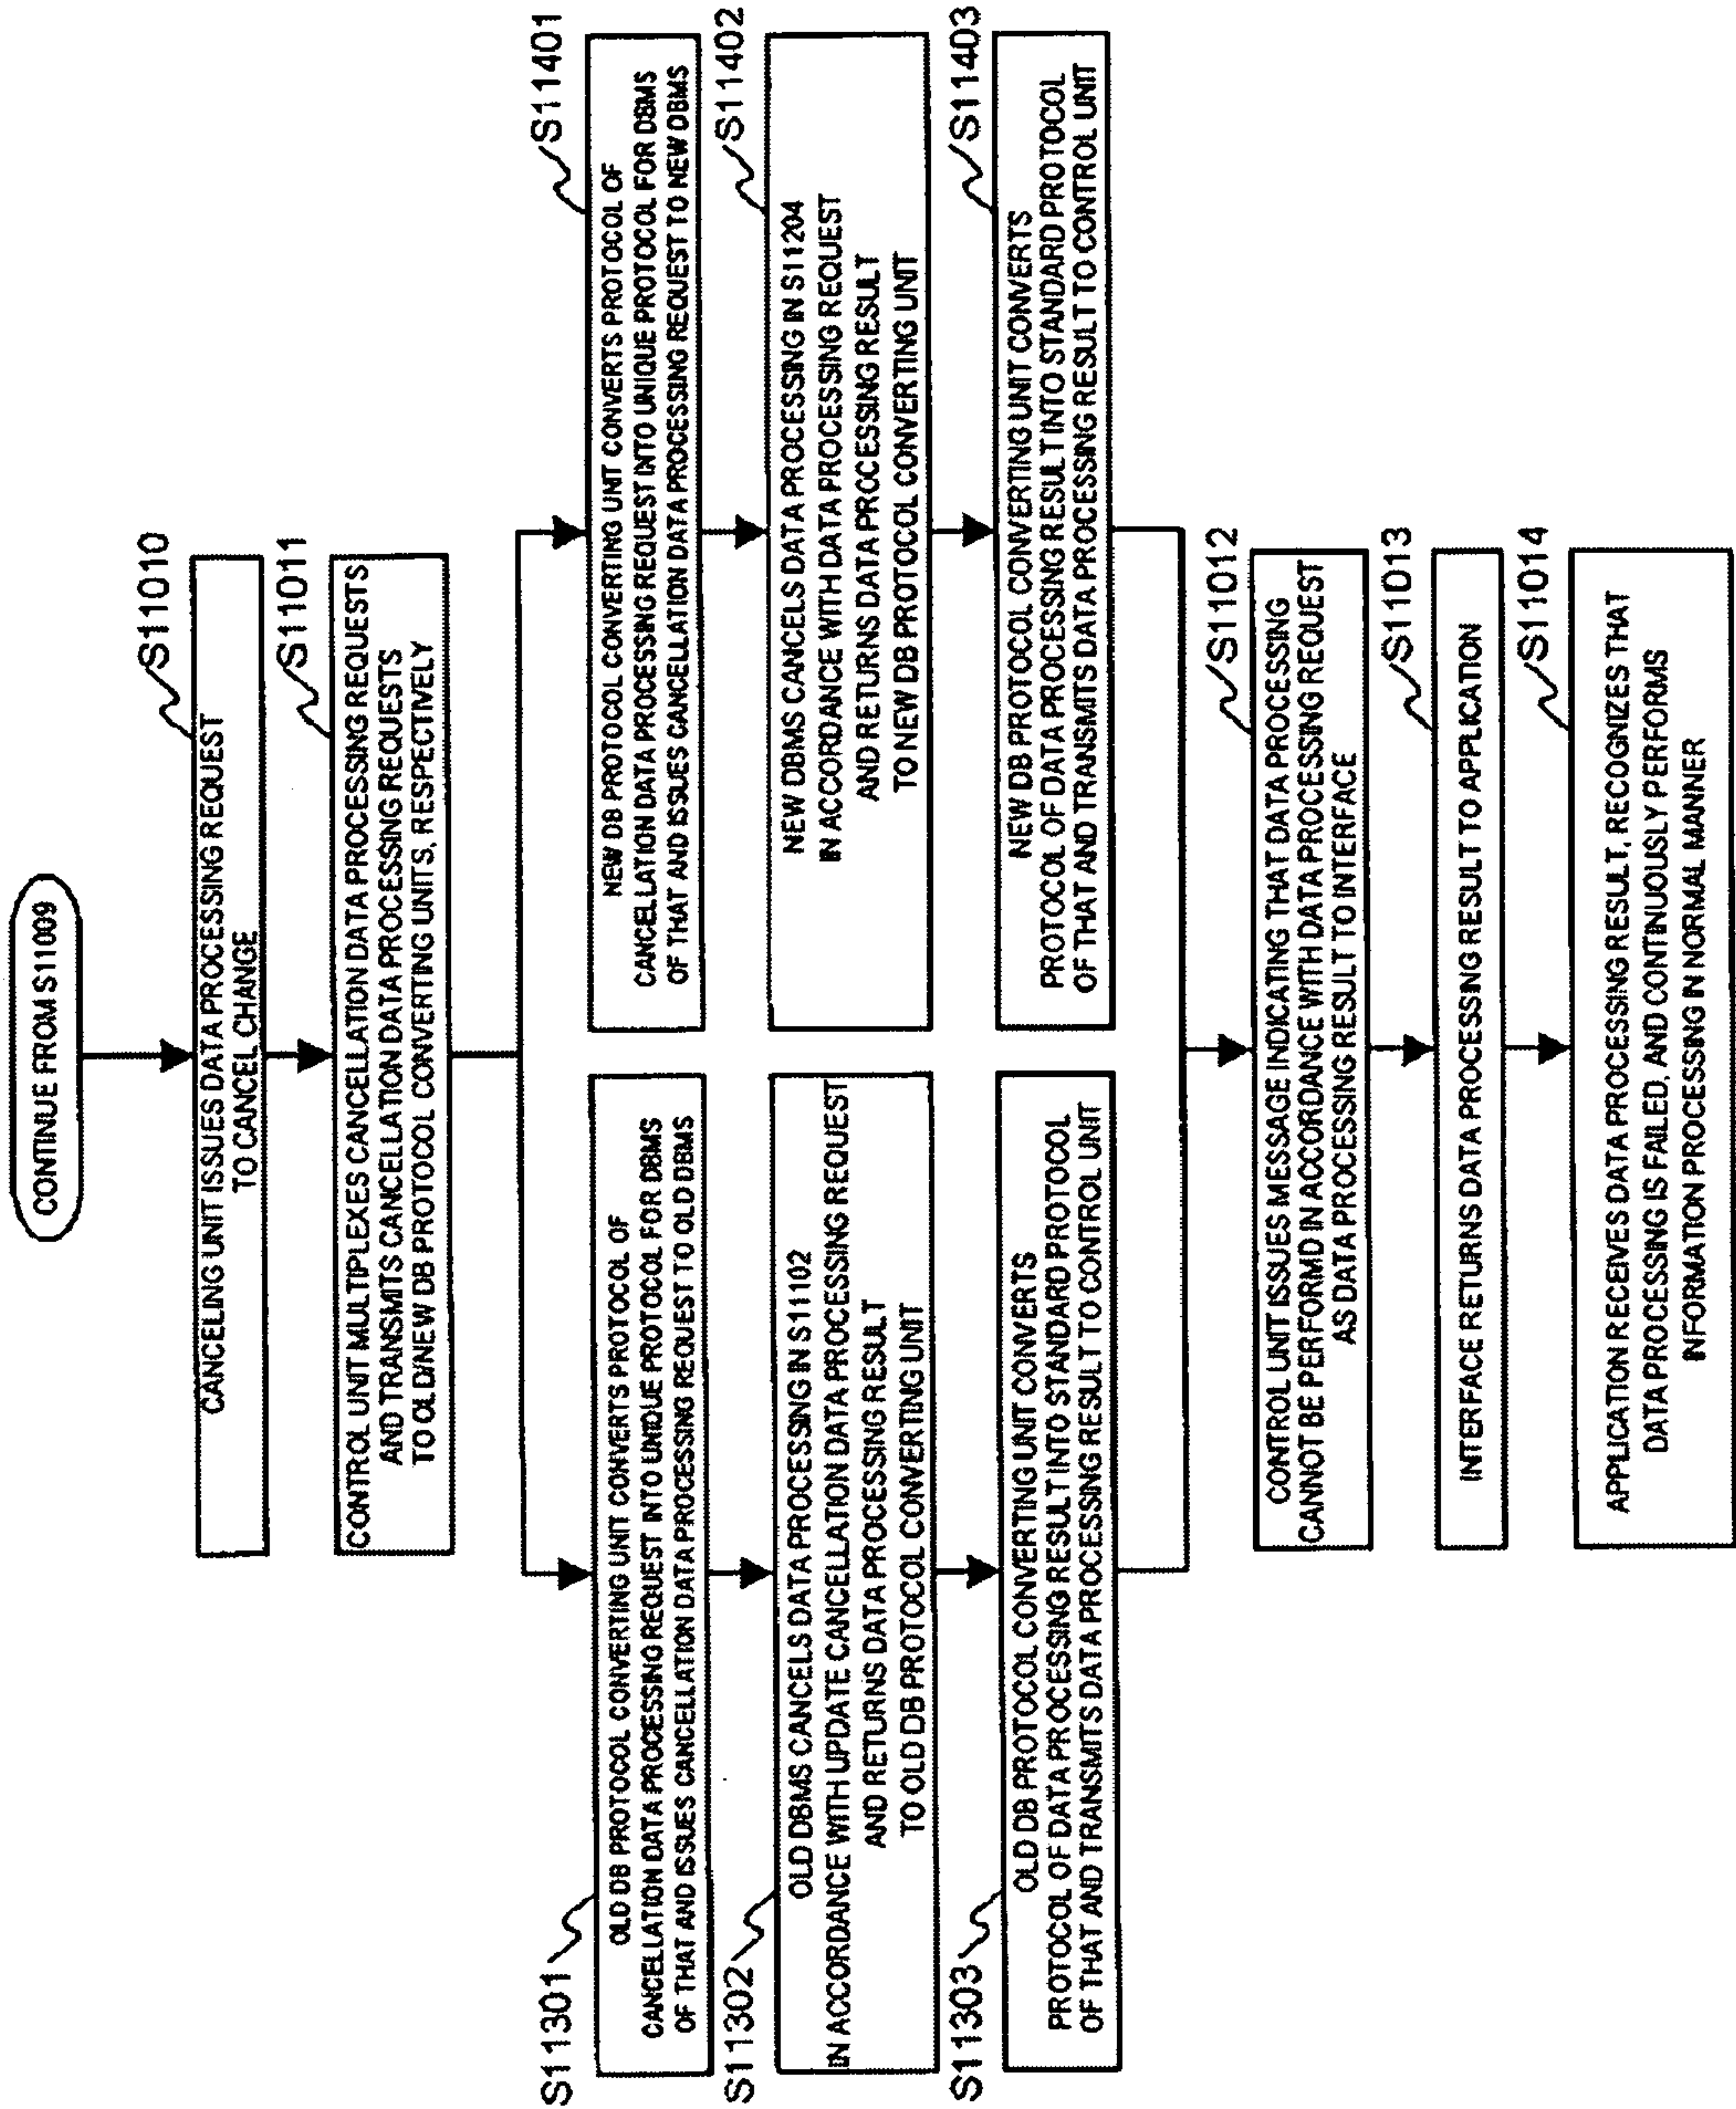 CONTINUE FROM S11009
S11010
CANCELING UNIT ISSUES DATA PROCESSING REQUEST
TO CANCEL CHANGE
S11011
CONTROL UNIT MULTIPLEXES CANCELLATION DATA PROCESSING REQUESTS
AND TRANSMITS CANCELLATION DATA PROCESSING REQUESTS
TO OLD/NEW DB PROTOCOL CONVERTING UNITS, RESPECTIVELY
S11301
OLD DB PROTOCOL CONVERTING UNIT CONVERTS PROTOCOL OF
CANCELLATION DATA PROCESSING REQUEST INTO UNIQUE PROTOCOL FOR DBMS
OF THAT AND ISSUES CANCELLATION DATA PROCESSING REQUEST TO OLD DBMS
S11302
OLD DBMS CANCELS DATA PROCESSING IN S11102
IN ACCORDANCE WITH UPDATE CANCELLATION DATA PROCESSING REQUEST
AND RETURNS DATA PROCESSING RESULT
TO OLD DB PROTOCOL CONVERTING UNIT
S11303
OLD DB PROTOCOL CONVERTING UNIT CONVERTS
PROTOCOL OF DATA PROCESSING RESULT INTO STANDARD PROTOCOL
OF THAT AND TRANSMITS DATA PROCESSING RESULT TO CONTROL UNIT
S11401
NEW DB PROTOCOL CONVERTING UNIT CONVERTS PROTOCOL OF
CANCELLATION DATA PROCESSING REQUEST INTO UNIQUE PROTOCOL FOR DBMS
OF THAT AND ISSUES CANCELLATION DATA PROCESSING REQUEST TO NEW DBMS
S11402
NEW DBMS CANCELS DATA PROCESSING IN S11204
IN ACCORDANCE WITH DATA PROCESSING REQUEST
AND RETURNS DATA PROCESSING RESULT
TO NEW DB PROTOCOL CONVERTING UNIT
S11403
NEW DB PROTOCOL CONVERTING UNIT CONVERTS
PROTOCOL OF DATA PROCESSING RESULT INTO STANDARD PROTOCOL
OF THAT AND TRANSMITS DATA PROCESSING RESULT TO CONTROL UNIT
S11012
CONTROL UNIT ISSUES MESSAGE INDICATING THAT DATA PROCESSING
CANNOT BE PERFORMD IN ACCORDANCE WITH DATA PROCESSING REQUEST
AS DATA PROCESSING RESULT TO INTERFACE
S11013
INTERFACE RETURNS DATA PROCESSING RESULT TO APPLICATION
S11014
APPLICATION RECEIVES DATA PROCESSING RESULT, RECOGNIZES THAT
DATA PROCESSING IS FAILED, AND CONTINUOUSLY PERFORMS
INFORMATION PROCESSING IN NORMAL MANNER